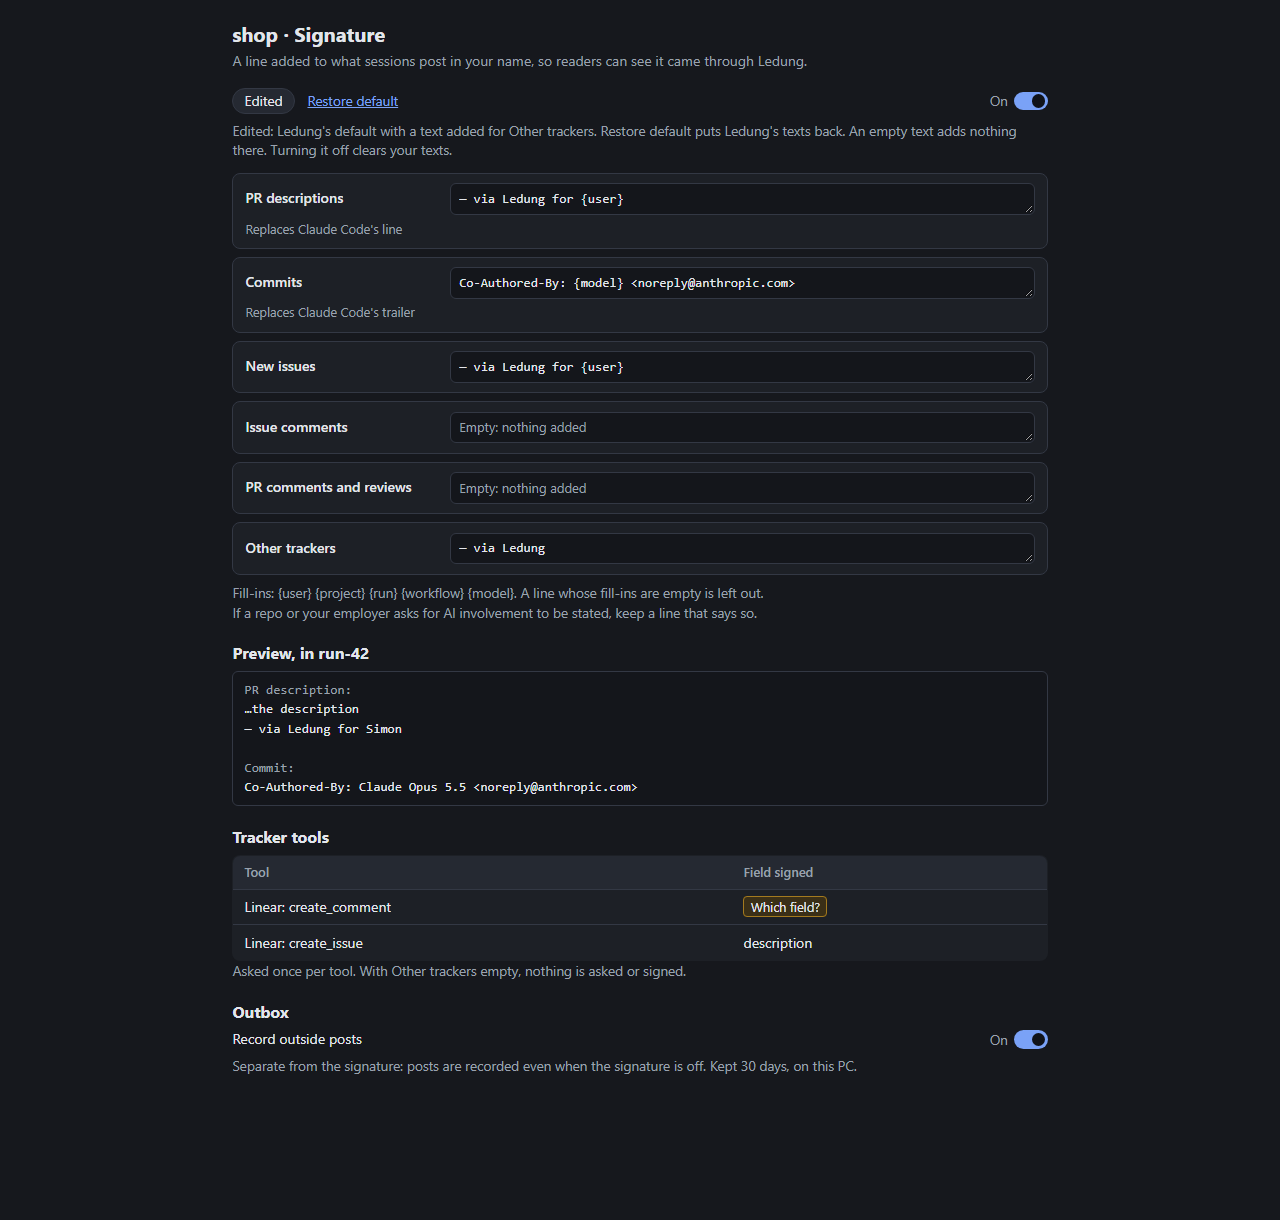 shop · Signature
A line added to what sessions post in your name, so readers can see it came through Ledung.
Edited
Restore default
On
Edited: Ledung's default with a text added for Other trackers. Restore default puts Ledung's texts back. An empty text adds nothing
there. Turning it off clears your texts.
PR descriptions
— via Ledung for {user}
Replaces Claude Code's line
Commits
Co-Authored-By: {model} <noreply@anthropic.com>
Replaces Claude Code's trailer
New issues
— via Ledung for {user}
Issue comments
Empty: nothing added
PR comments and reviews
Empty: nothing added
Other trackers
— via Ledung
Fill-ins: {user} {project} {run} {workflow} {model}. A line whose fill-ins are empty is left out.
If a repo or your employer asks for AI involvement to be stated, keep a line that says so.
Preview, in run-42
PR description:
…the description
— via Ledung for Simon
Commit:
Co-Authored-By: Claude Opus 5.5 <noreply@anthropic.com>
Tracker tools
Tool
Field signed
Linear: create_comment
Which field?
Linear: create_issue
description
Asked once per tool. With Other trackers empty, nothing is asked or signed.
Outbox
Record outside posts
On
Separate from the signature: posts are recorded even when the signature is off. Kept 30 days, on this PC.